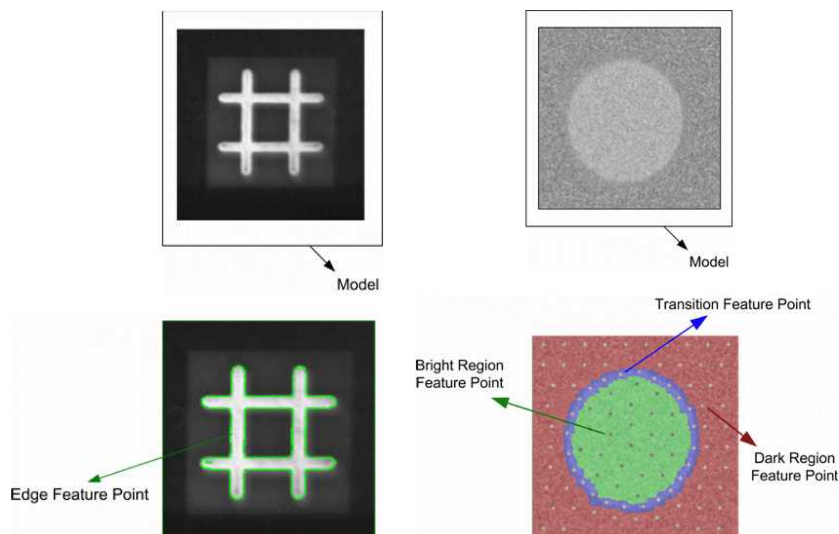 Model
Model
Transition Feature Point
Bright Region
Feature Point
Edge Feature Point
Dark Region
Feature Point